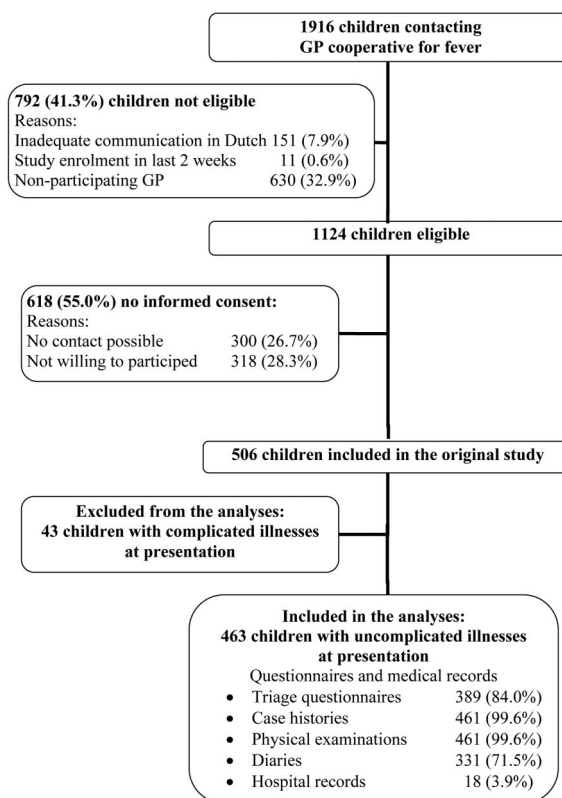 1916 children contacting
GP cooperative for fever
792 (41.3%) children not eligible
Reasons:
Inadequate communication in Dutch 151 (7.9%)
Study enrolment in last 2 weeks 11 (0.6%)
Non-participating GP 630 (32.9%)
1124 children eligible
618 (55.0%) no informed consent:
Reasons:
No contact possible 300 (26.7%)
Not willing to participed 318 (28.3%)
506 children included in the original study
Excluded from the analyses:
43 children with complicated illnesses
at presentation
Included in the analyses:
463 children with uncomplicated illnesses
at presentation
Questionnaires and medical records
• Triage questionnaires 389 (84.0%)
• Case histories 461 (99.6%)
• Physical examinations 461 (99.6%)
• Diaries 331 (71.5%)
• Hospital records 18 (3.9%)